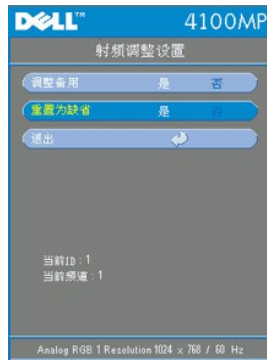 DELL™ 4100MP
射频调整设置
调整备用 是 否
重置为缺省 是 否
退出
当前ID：1
当前频道：1
Analog RGB 1 Resolution 1024 x 768 / 60 Hz